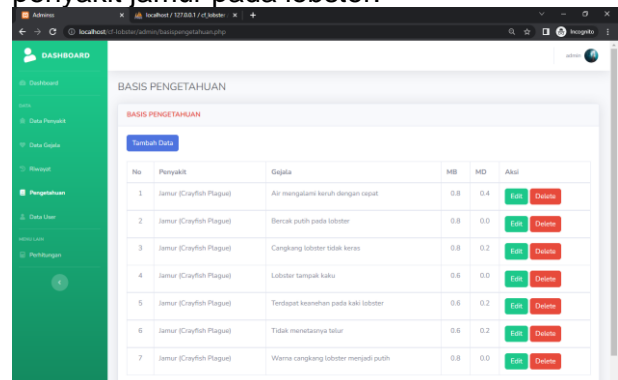 penyakit jamur pada lobster.
Adminss
localhost / 127.0.0.1 / cf_lobster
localhost/cf-lobster/admin/basispengetahuan.php
Incognito
DASHBOARD
admin
Dashboard
Data Penyakit
Data Gejala
Riwayat
Pengetahuan
Data User
MENU LAIN
Perhitungan
BASIS PENGETAHUAN
BASIS PENGETAHUAN
Tambah Data
No Penyakit Gejala MB MD Aksi
1 Jamur (Crayfish Plague) Air mengalami keruh dengan cepat 0.8 0.4 Edit Delete
2 Jamur (Crayfish Plague) Bercak putih pada lobster 0.8 0.0 Edit Delete
3 Jamur (Crayfish Plague) Cangkang lobster tidak keras 0.8 0.2 Edit Delete
4 Jamur (Crayfish Plague) Lobster tampak kaku 0.6 0.0 Edit Delete
5 Jamur (Crayfish Plague) Terdapat keanehan pada kaki lobster 0.6 0.2 Edit Delete
6 Jamur (Crayfish Plague) Tidak menetasnya telur 0.6 0.2 Edit Delete
7 Jamur (Crayfish Plague) Warna cangkang lobster menjadi putih 0.8 0.0 Edit Delete